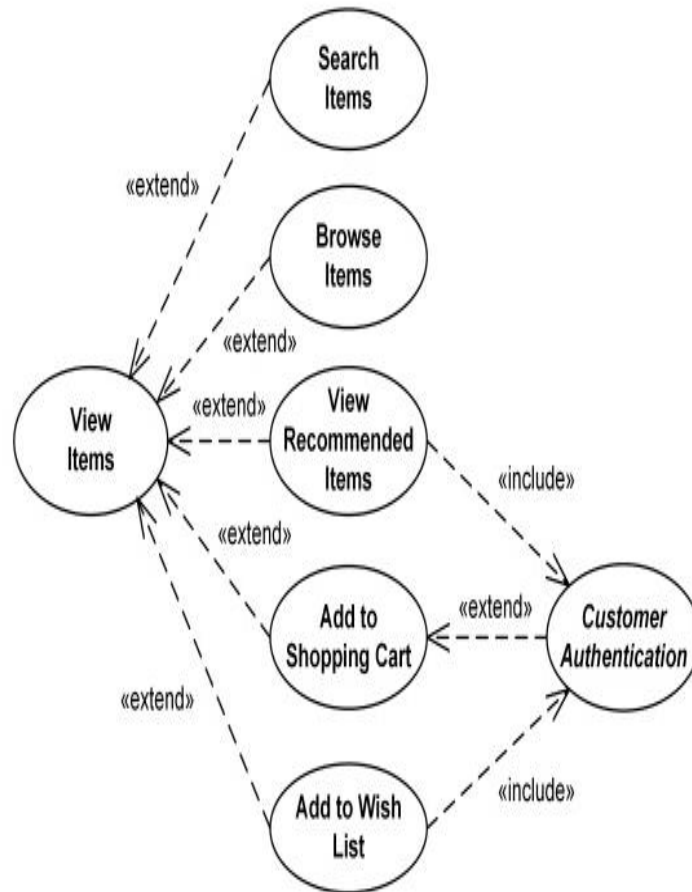 Search
Items
«extend»
Browse
Items
«extend»
View
Items
«extend»
View
Recommended
Items
«include»
«extend»
Add to
Shopping Cart
«extend»
Customer
Authentication
«extend»
Add to Wish
List
«include»